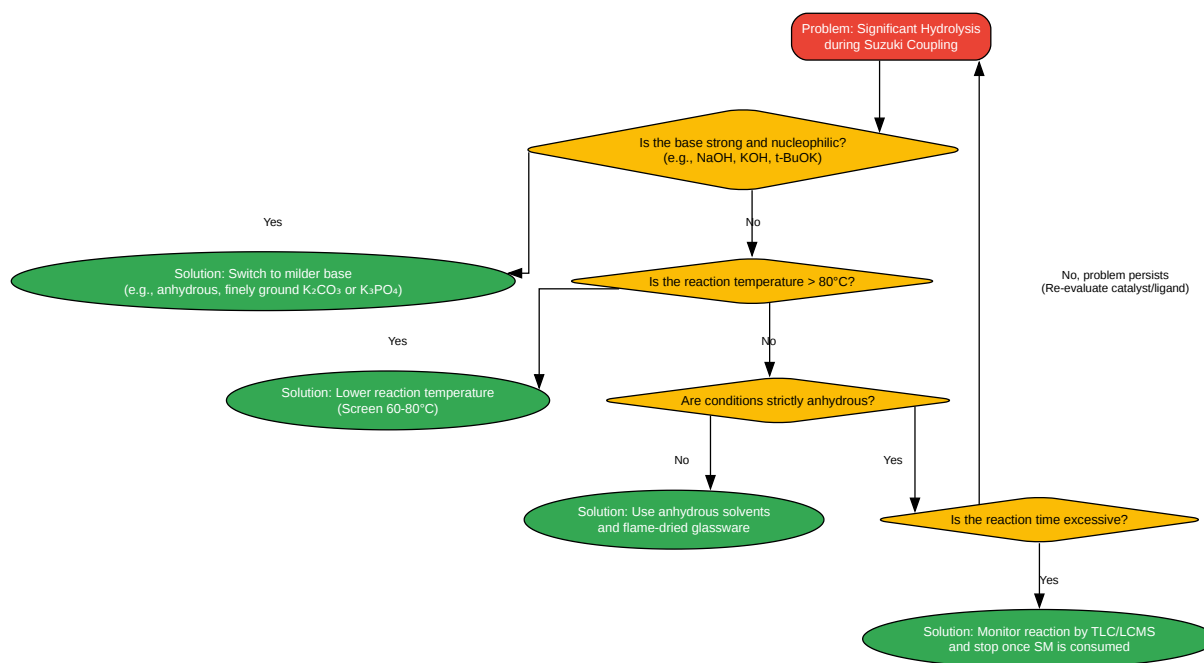 Problem: Significant Hydrolysis
during Suzuki Coupling
Is the base strong and nucleophilic?
(e.g., NaOH, KOH, t-BuOK)
Yes
No
Solution: Switch to milder base
(e.g., anhydrous, finely ground K₂CO₃ or K₃PO₄)
Is the reaction temperature > 80°C?
No, problem persists
(Re-evaluate catalyst/ligand)
Yes
No
Solution: Lower reaction temperature
(Screen 60-80°C)
Are conditions strictly anhydrous?
No
Yes
Solution: Use anhydrous solvents
and flame-dried glassware
Is the reaction time excessive?
Yes
Solution: Monitor reaction by TLC/LCMS
and stop once SM is consumed